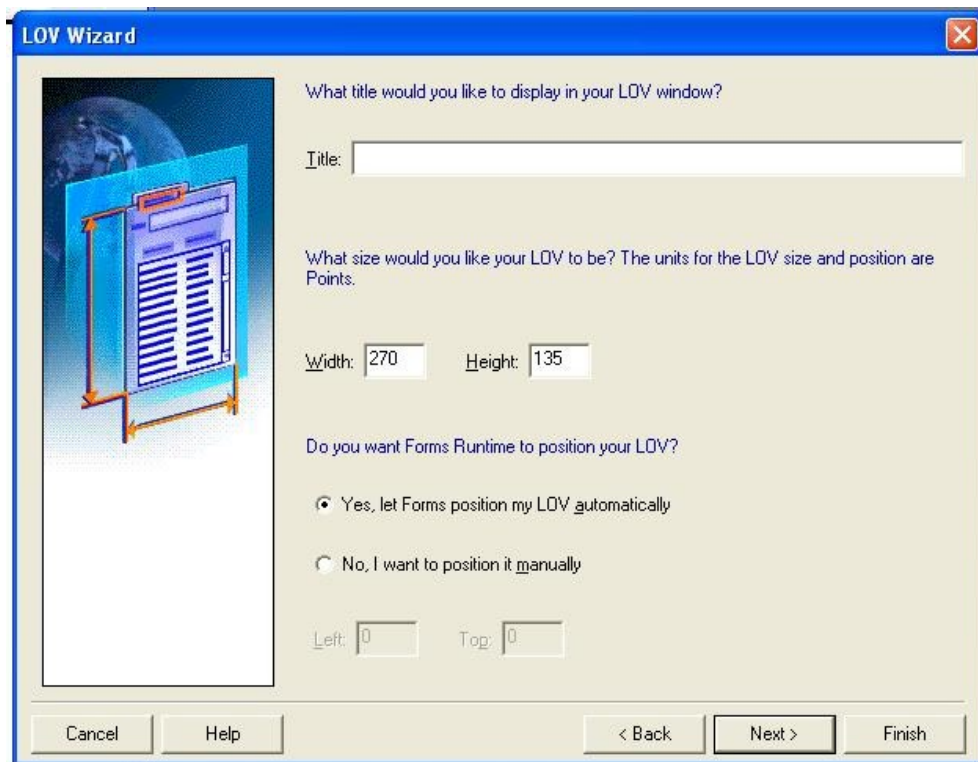 LOV Wizard
What title would you like to display in your LOV window?
Title:
What size would you like your LOV to be? The units for the LOV size and position are
Points.
Width: 270 Height: 135
Do you want Forms Runtime to position your LOV?
Yes, let Forms position my LOV automatically
No, I want to position it manually
Left: 0 Top: 0
Cancel Help < Back Next > Finish